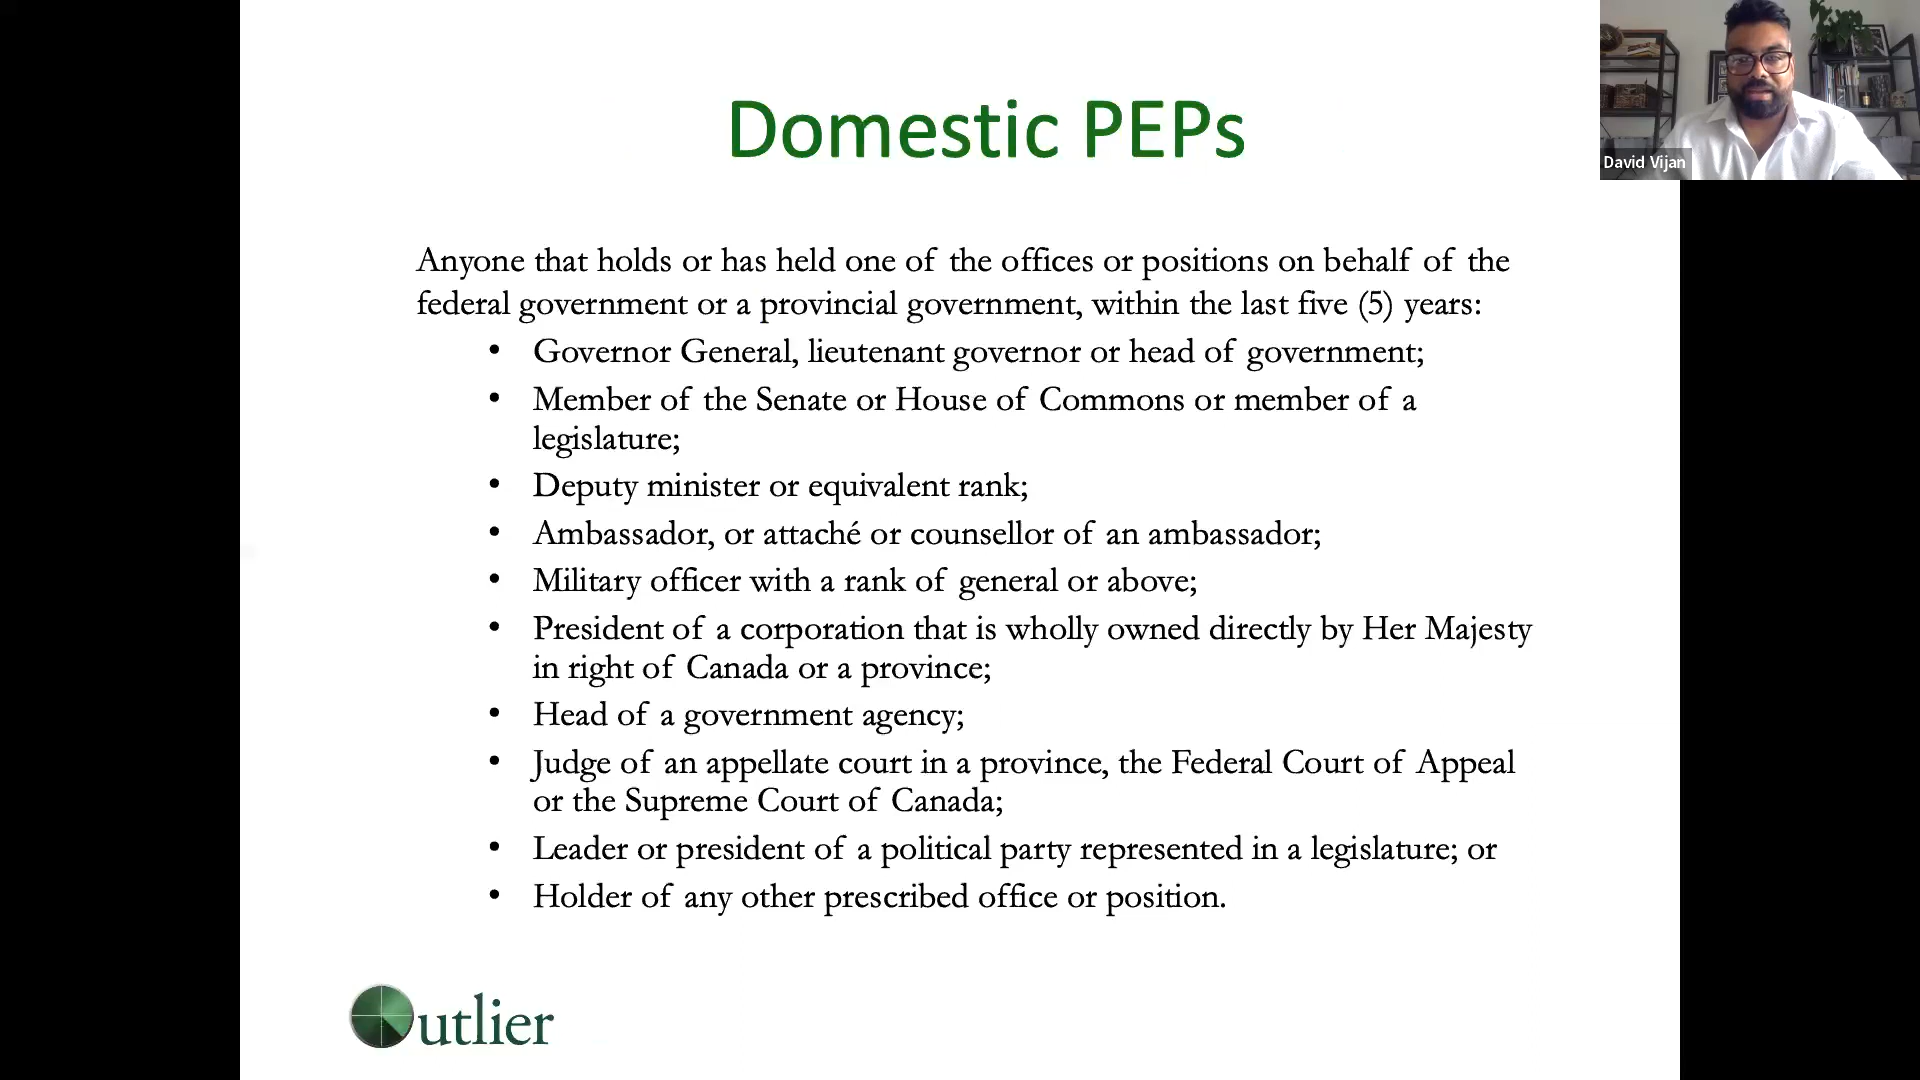 Domestic PEPs
David Vijan
Anyone that holds or has held one of the offices or positions on behalf of the
federal government or a provincial government, within the last five (5) years:
• Governor General, lieutenant governor or head of government;
• Member of the Senate or House of Commons or member of a
legislature;
• Deputy minister or equivalent rank;
• Ambassador, or attaché or counsellor of an ambassador;
• Military officer with a rank of general or above;
• President of a corporation that is wholly owned directly by Her Majesty
in right of Canada or a province;
• Head of a government agency;
• Judge of an appellate court in a province, the Federal Court of Appeal
or the Supreme Court of Canada;
• Leader or president of a political party represented in a legislature; or
• Holder of any other prescribed office or position.
Outlier